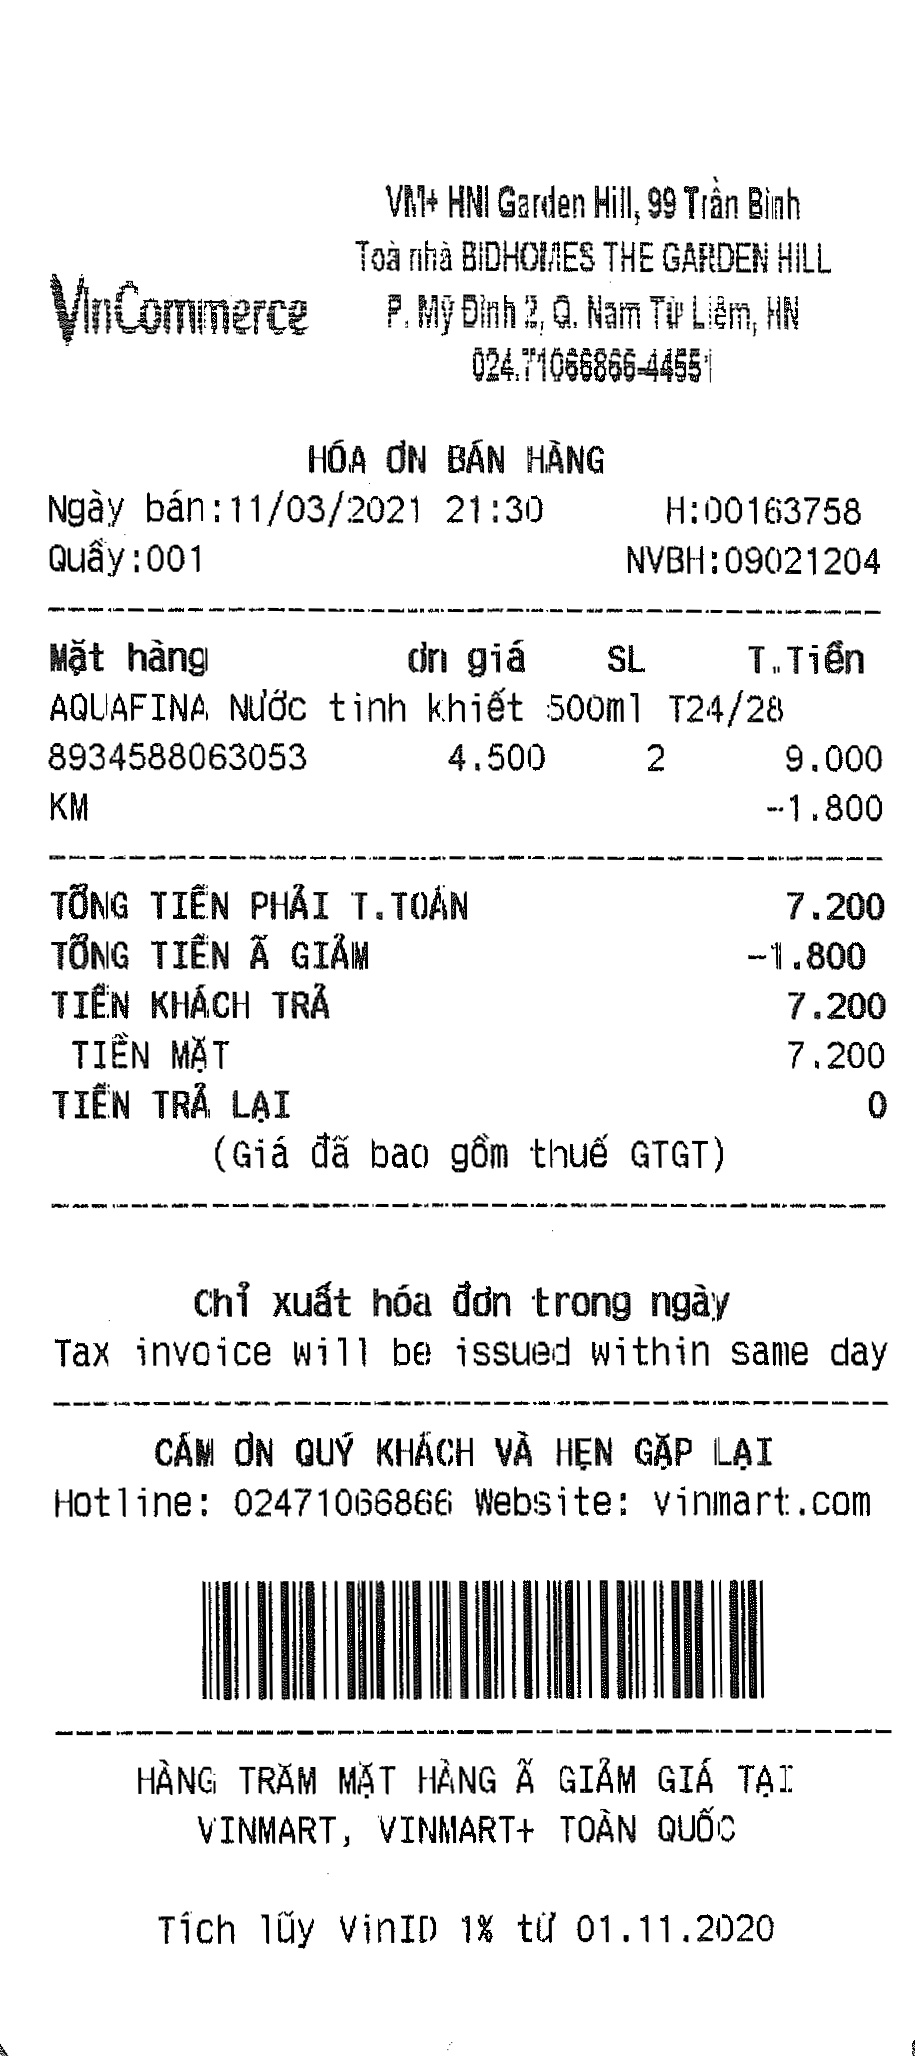 VM+ HNI Garden Hill, 99 Trần Bình
Toà nhà BIDHOMES THE GARDEN HILL
VinCommerce
P. Mỹ Đình 2, Q. Nam Từ Liêm, HN
024.71066866-44551
HÓA ƠN BÁN HÀNG
Ngày bán:11/03/2021 21:30 H:00163758
Quầy:001 NVBH:09021204
Mặt hàng ơn giá SL T.Tiền
AQUAFINA Nước tinh khiết 500ml T24/28
8934588063053 4.500 2 9.000
KM -1.800
TỔNG TIỀN PHẢI T.TOÁN 7.200
TỔNG TIỀN Ã GIẢM -1.800
TIỀN KHÁCH TRẢ 7.200
TIỀN MẶT 7.200
TIỀN TRẢ LẠI 0
(Giá đã bao gồm thuế GTGT)
Chỉ xuất hóa đơn trong ngày
Tax invoice will be issued within same day
CẢM ƠN QUÝ KHÁCH VÀ HẸN GẶP LẠI
Hotline: 02471066866 Website: vinmart.com
HÀNG TRĂM MẶT HÀNG Ã GIẢM GIÁ TẠI
VINMART, VINMART+ TOÀN QUỐC
Tích lũy VinID 1% từ 01.11.2020